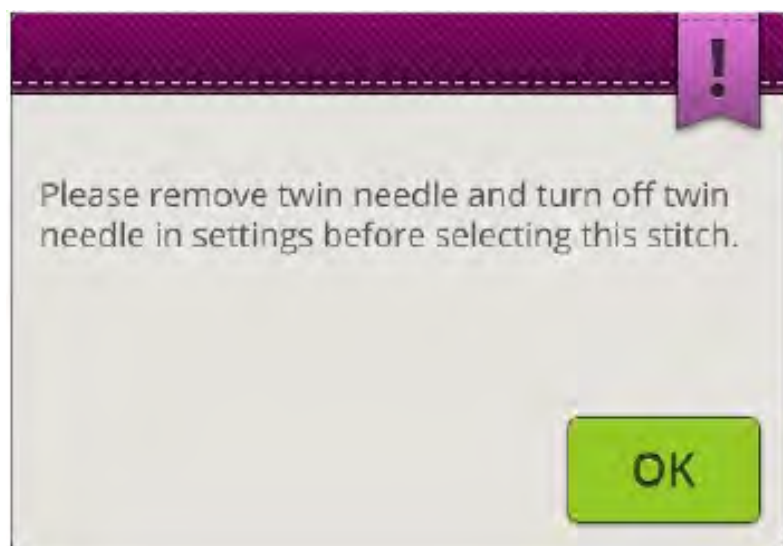 !
Please remove twin needle and turn off twin
needle in settings before selecting this stitch.
OK